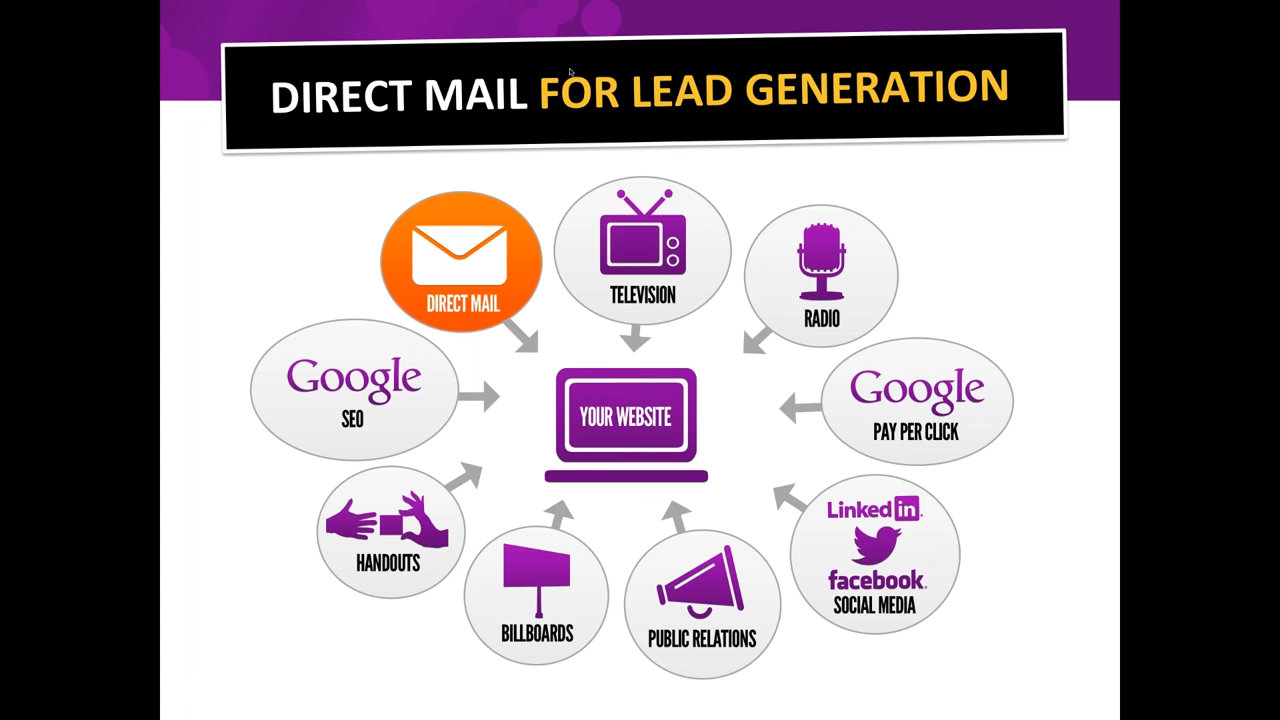 DIRECT MAIL FOR LEAD GENERATION
DIRECT MAIL
TELEVISION
RADIO
Google
SEO
YOUR WEBSITE
Google
PAY PER CLICK
HANDOUTS
BILLBOARDS
PUBLIC RELATIONS
Linked in
facebook
SOCIAL MEDIA